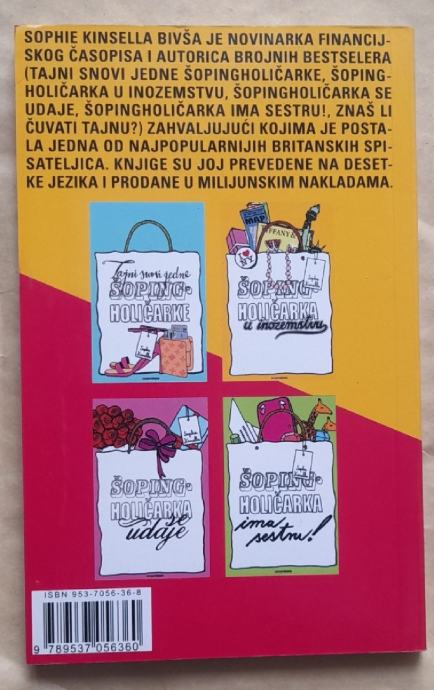 SOPHIE KINSELLA BIVŠA JE NOVINARKA FINANCIJ-
SKOG ČASOPISA I AUTORICA BROJNIH BESTSELERA
(TAJNI SNOVI JEDNE ŠOPINGHOLIČARKE, ŠOPING-
HOLIČARKA U INOZEMSTVU, ŠOPINGHOLIČARKA SE
UDAJE, ŠOPINGHOLIČARKA IMA SESTRU!, ZNAŠ LI
ČUVATI TAJNU?) ZAHVALJUJUĆI KOJIMA JE POSTA-
LA JEDNA OD NAJPOPULARNIJIH BRITANSKIH SPI-
SATELJICA. KNJIGE SU JOJ PREVEDENE NA DESET-
KE JEZIKA I PRODANE U MILIJUNSKIM NAKLADAMA.
Tajni snovi jedne
ŠOPING-
HOLIČARKE
MAP
I NY
ŠOPING-
HOLIČARKA
u inozemstvu
ŠOPING-
HOLIČARKA
se
udaje
ŠOPING-
HOLIČARKA
ima
sestru!
ISBN 953-7056-36-8
9 789537 056360